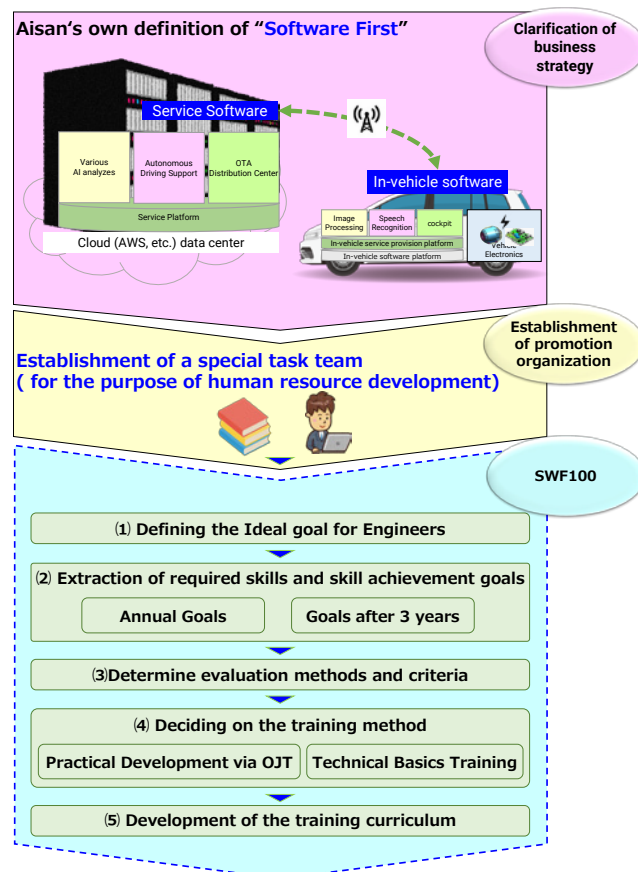 Aisan‘s own definition of “Software First”
Clarification of
business
strategy
Service Software
Various
AI analyzes
Autonomous
Driving Support
OTA
Distribution Center
Service Platform
Cloud (AWS, etc.) data center
In-vehicle software
Image
Processing
Speech
Recognition
cockpit
In-vehicle service provision platform
In-vehicle software platform
Vehicle
Electronics
Establishment
of promotion
organization
Establishment of a special task team
( for the purpose of human resource development)
SWF100
⑴ Defining the Ideal goal for Engineers
⑵ Extraction of required skills and skill achievement goals
Annual Goals
Goals after 3 years
⑶Determine evaluation methods and criteria
⑷ Deciding on the training method
Practical Development via OJT
Technical Basics Training
⑸ Development of the training curriculum